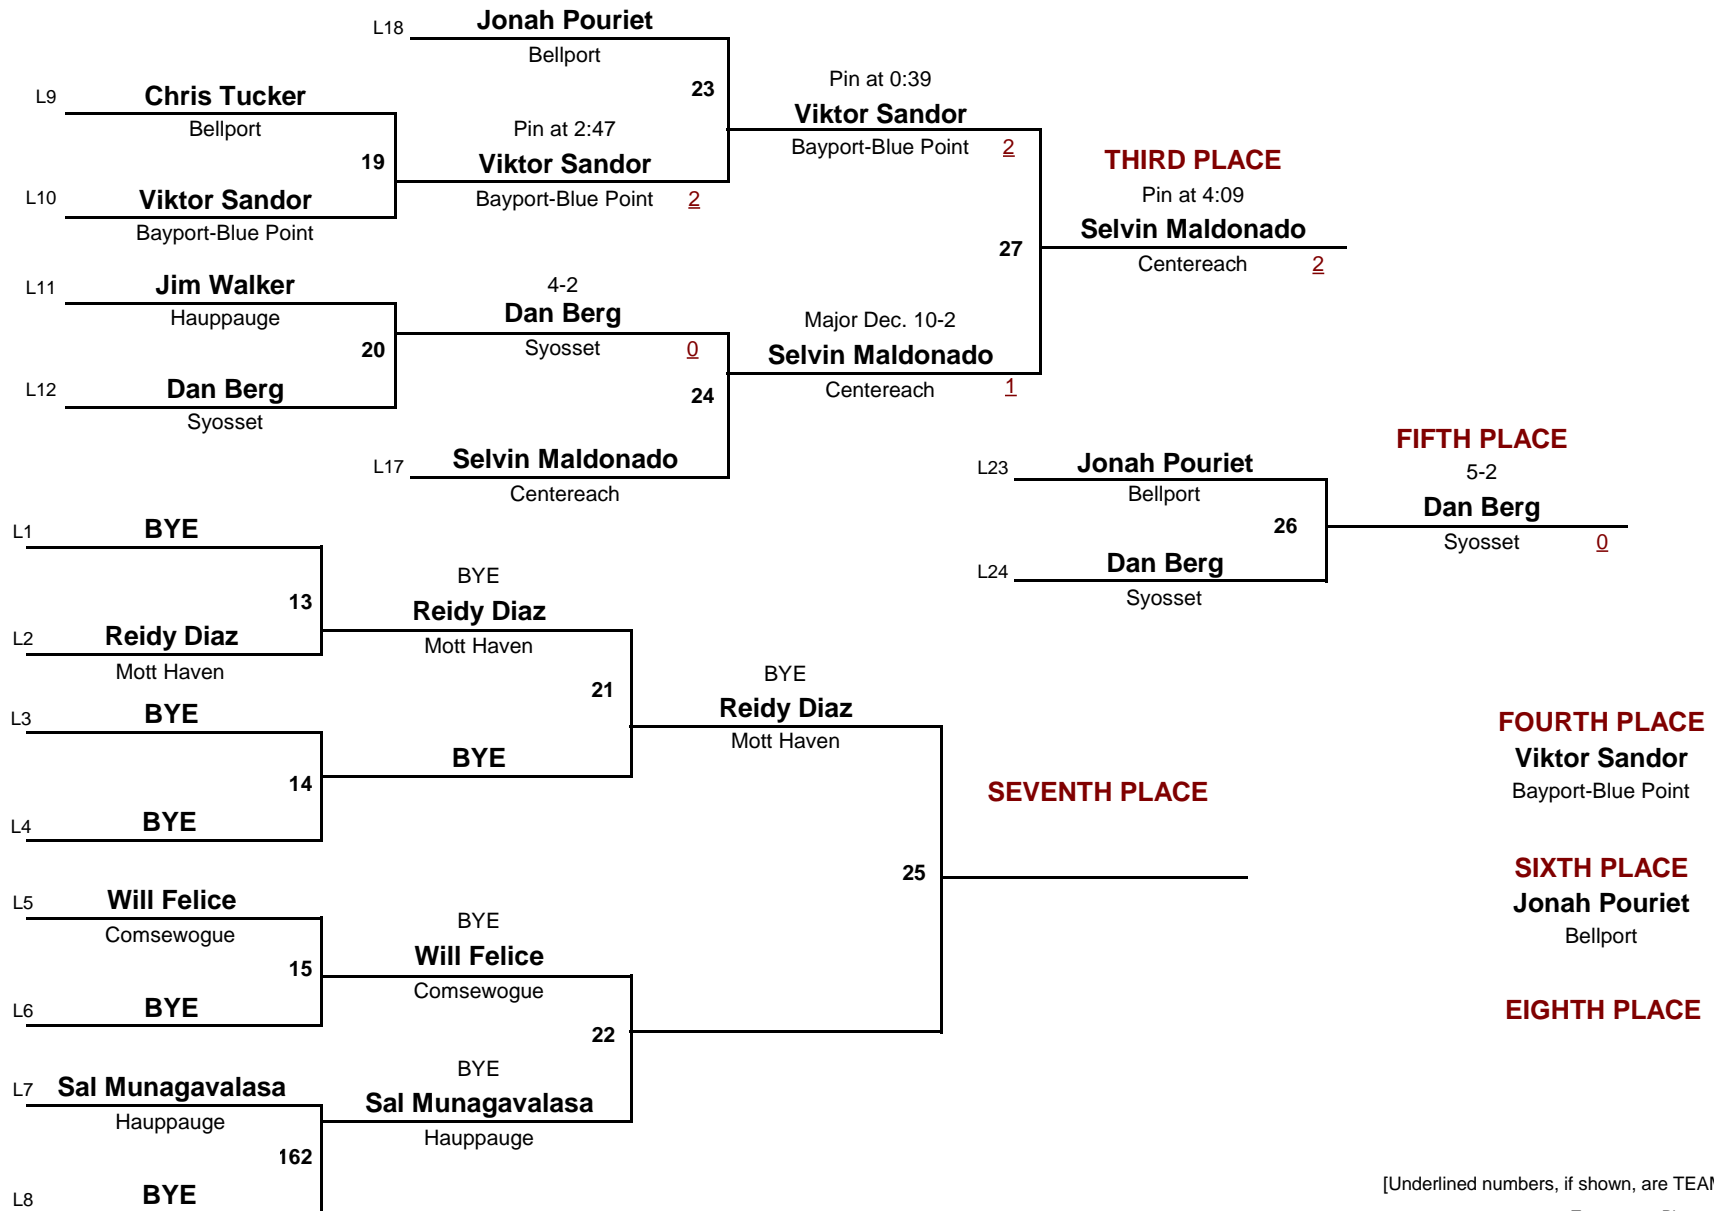 L18 Jonah Pouriet
Bellport
23
L9 Chris Tucker
Bellport
19
L10 Viktor Sandor
Bayport-Blue Point
Pin at 2:47
Viktor Sandor
Bayport-Blue Point 2
Pin at 0:39
Viktor Sandor
Bayport-Blue Point 2
THIRD PLACE
Pin at 4:09
Selvin Maldonado
Centereach 2
27
L11 Jim Walker
Hauppauge
20
L12 Dan Berg
Syosset
4-2
Dan Berg
Syosset 0
24
L17 Selvin Maldonado
Centereach
Major Dec. 10-2
Selvin Maldonado
Centereach 1
L23 Jonah Pouriet
Bellport
26
L24 Dan Berg
Syosset
FIFTH PLACE
5-2
Dan Berg
Syosset 0
L1 BYE
13
L2 Reidy Diaz
Mott Haven
BYE
Reidy Diaz
Mott Haven
21
L3 BYE
14
L4 BYE
BYE
BYE
Reidy Diaz
Mott Haven
SEVENTH PLACE
25
L5 Will Felice
Comsewogue
15
L6 BYE
BYE
Will Felice
Comsewogue
22
L7 Sal Munagavalasa
Hauppauge
162
L8 BYE
BYE
Sal Munagavalasa
Hauppauge
FOURTH PLACE
Viktor Sandor
Bayport-Blue Point
SIXTH PLACE
Jonah Pouriet
Bellport
EIGHTH PLACE
[Underlined numbers, if shown, are TEAM